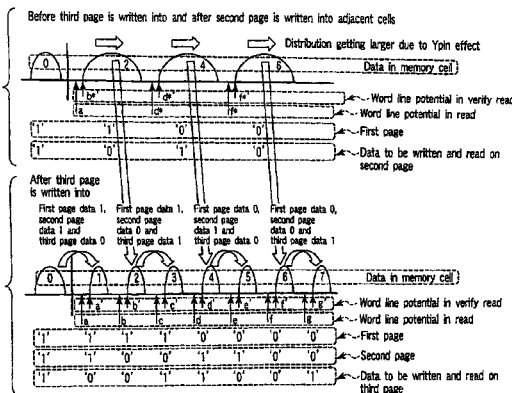 Before third page is written into and after second page is written into adjacent cells
Distribution getting larger due to Ypin effect
0 2 4 6 Data in memory cell
b*' d*' f*' Word line potential in verify read
a d* f* Word line potential in read
'1' '1' '0' '0' First page
'1' '0' '1' '0' Data to be written and read on second page
After third page is written into
First page data 1, second page data 1 and third page data 0
First page data 1, second page data 0 and third page data 1
First page data 0, second page data 1 and third page data 0
First page data 0, second page data 0 and third page data 1
0 1 2 3 4 5 6 7 Data in memory cell
a' b' c' d' e' f' g' Word line potential in verify read
a b c d e f g Word line potential in read
'1' '1' '1' '1' '0' '0' '0' '0' First page
'1' '1' '0' '0' '1' '1' '0' '0' Second page
'1' '0' '0' '1' '1' '0' '0' '1' Data to be written and read on third page